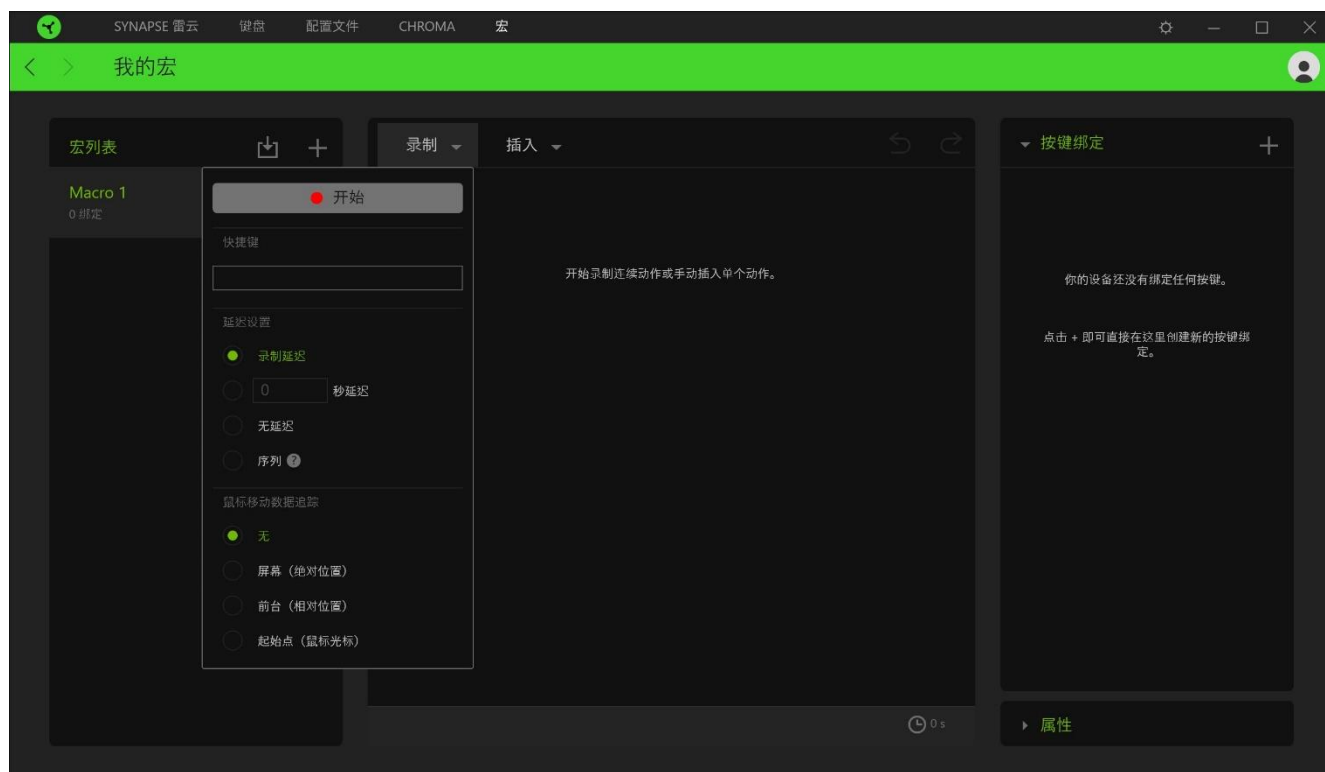 SYNAPSE 雷云 键盘 配置文件 CHROMA 宏
我的宏
宏列表
录制
插入
按键绑定
Macro 1
0 绑定
开始
快捷键
延迟设置
录制延迟
0 秒延迟
无延迟
序列 ?
鼠标移动数据追踪
无
屏幕（绝对位置）
前台（相对位置）
起始点（鼠标光标）
开始录制连续动作或手动插入单个动作。
0 s
你的设备还没有绑定任何按键。
点击 + 即可直接在这里创建新的按键绑
定。
属性